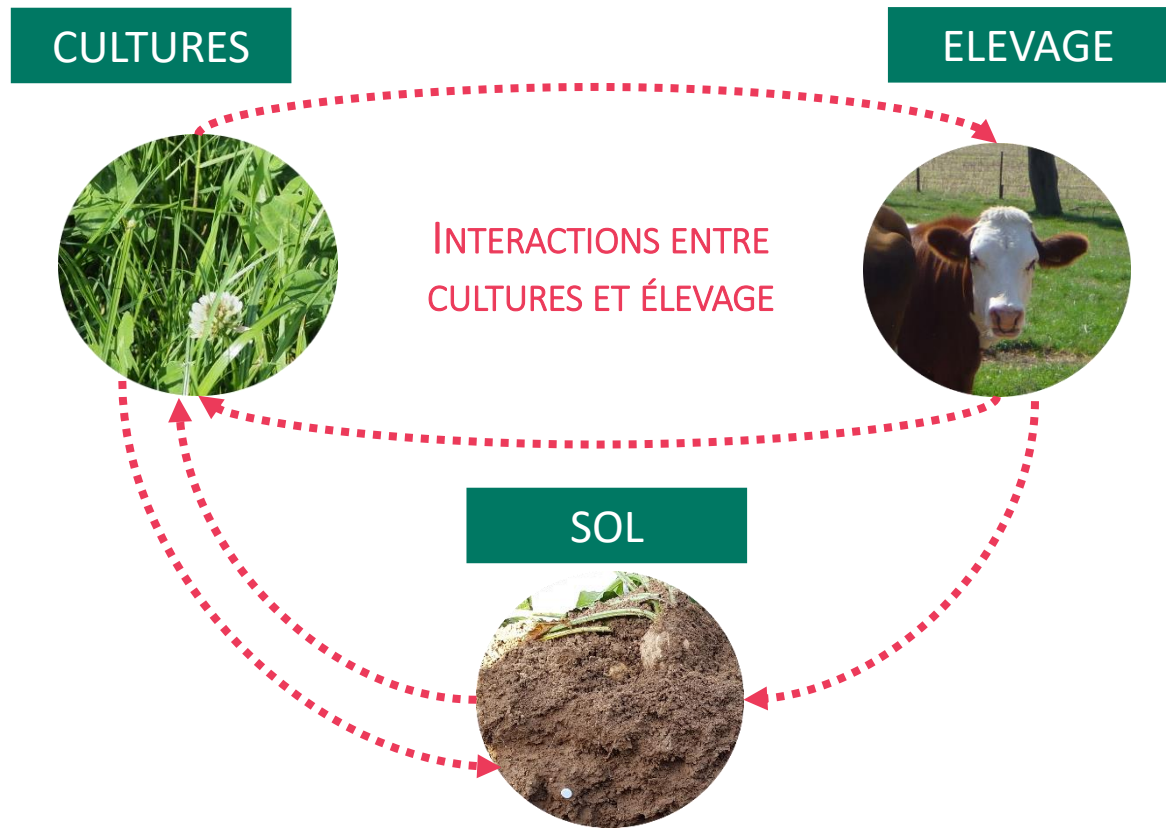 CULTURES
ELEVAGE
INTERACTIONS ENTRE
CULTURES ET ÉLEVAGE
SOL